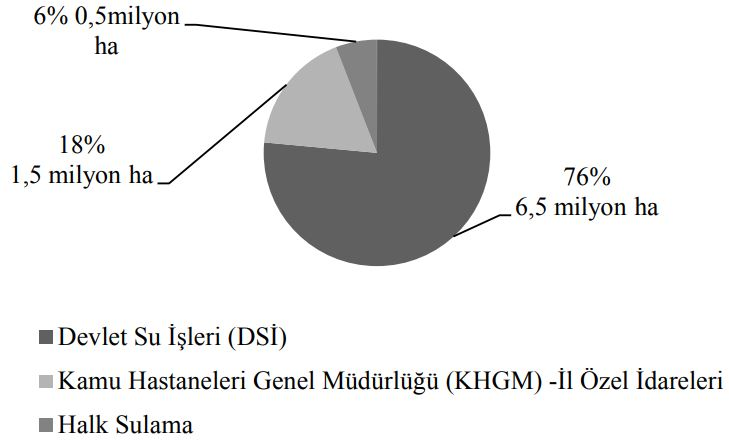 6% 0,5milyon
ha
18%
1,5 milyon ha
76%
6,5 milyon ha
Devlet Su İşleri (DSİ)
Kamu Hastaneleri Genel Müdürlüğü (KHGM) -İl Özel İdareleri
Halk Sulama